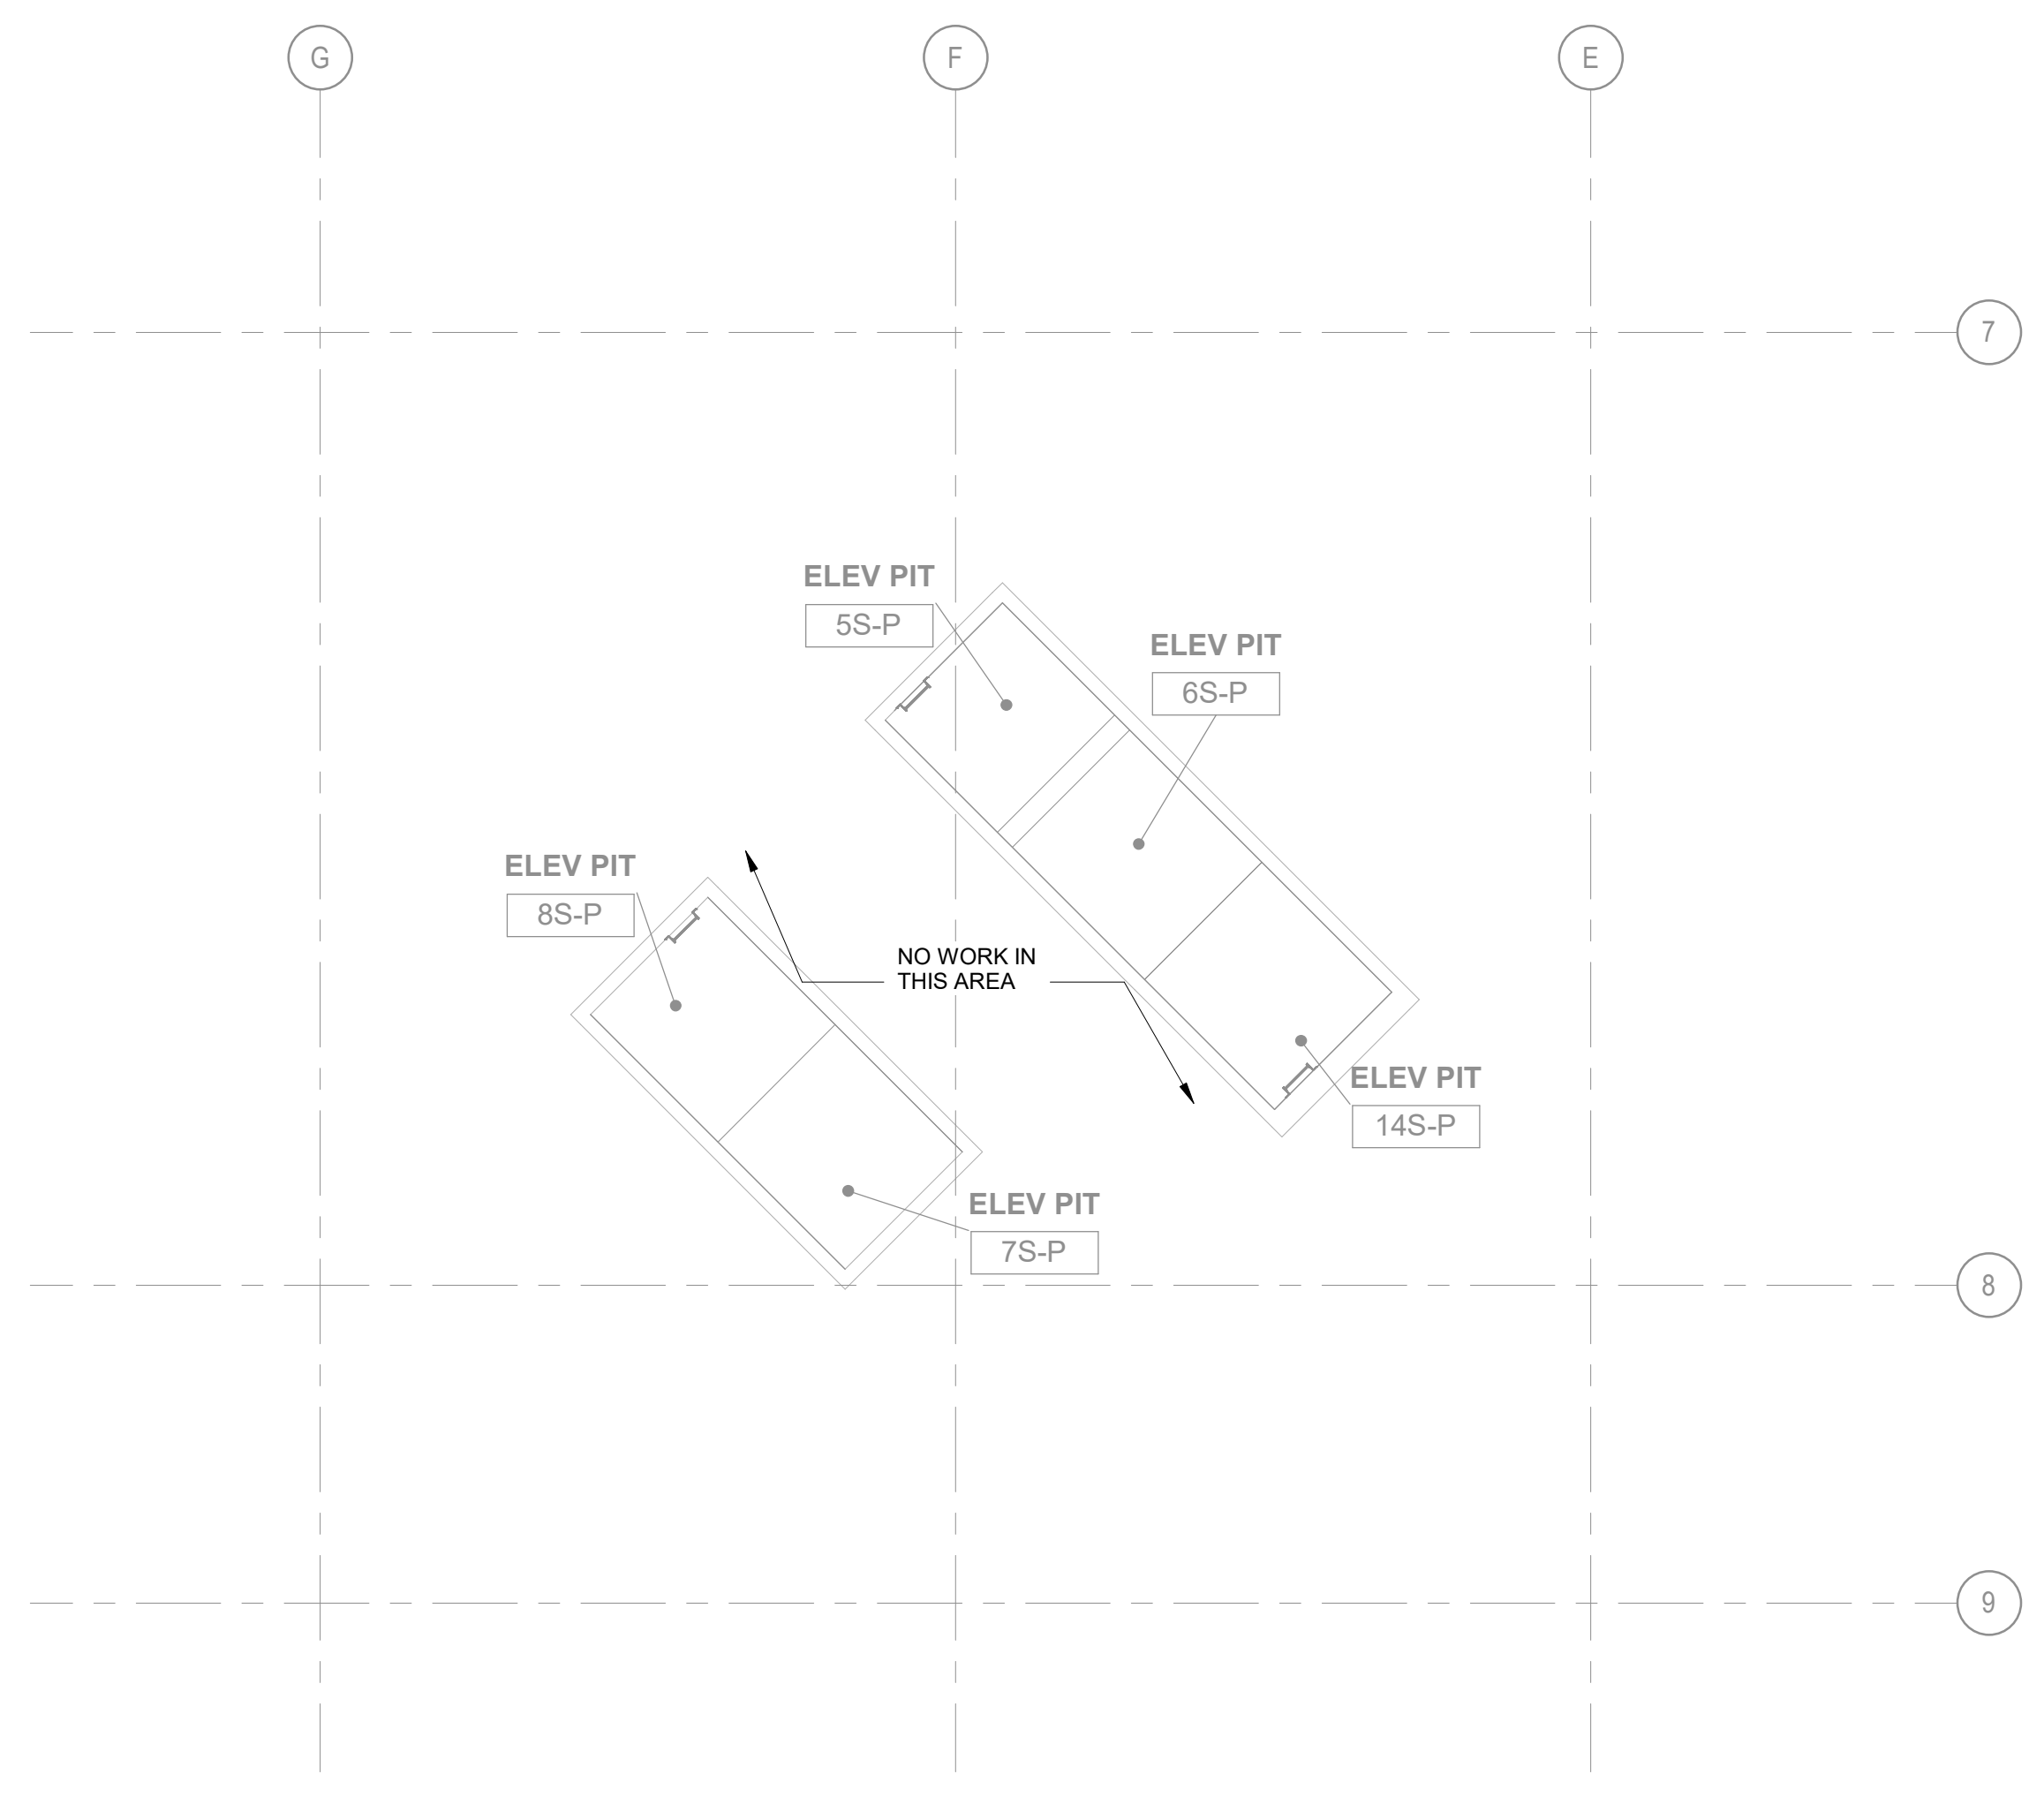 G
F
E
7
ELEV PIT
5S-P
ELEV PIT
6S-P
ELEV PIT
8S-P
NO WORK IN
THIS AREA
ELEV PIT
14S-P
ELEV PIT
7S-P
8
9